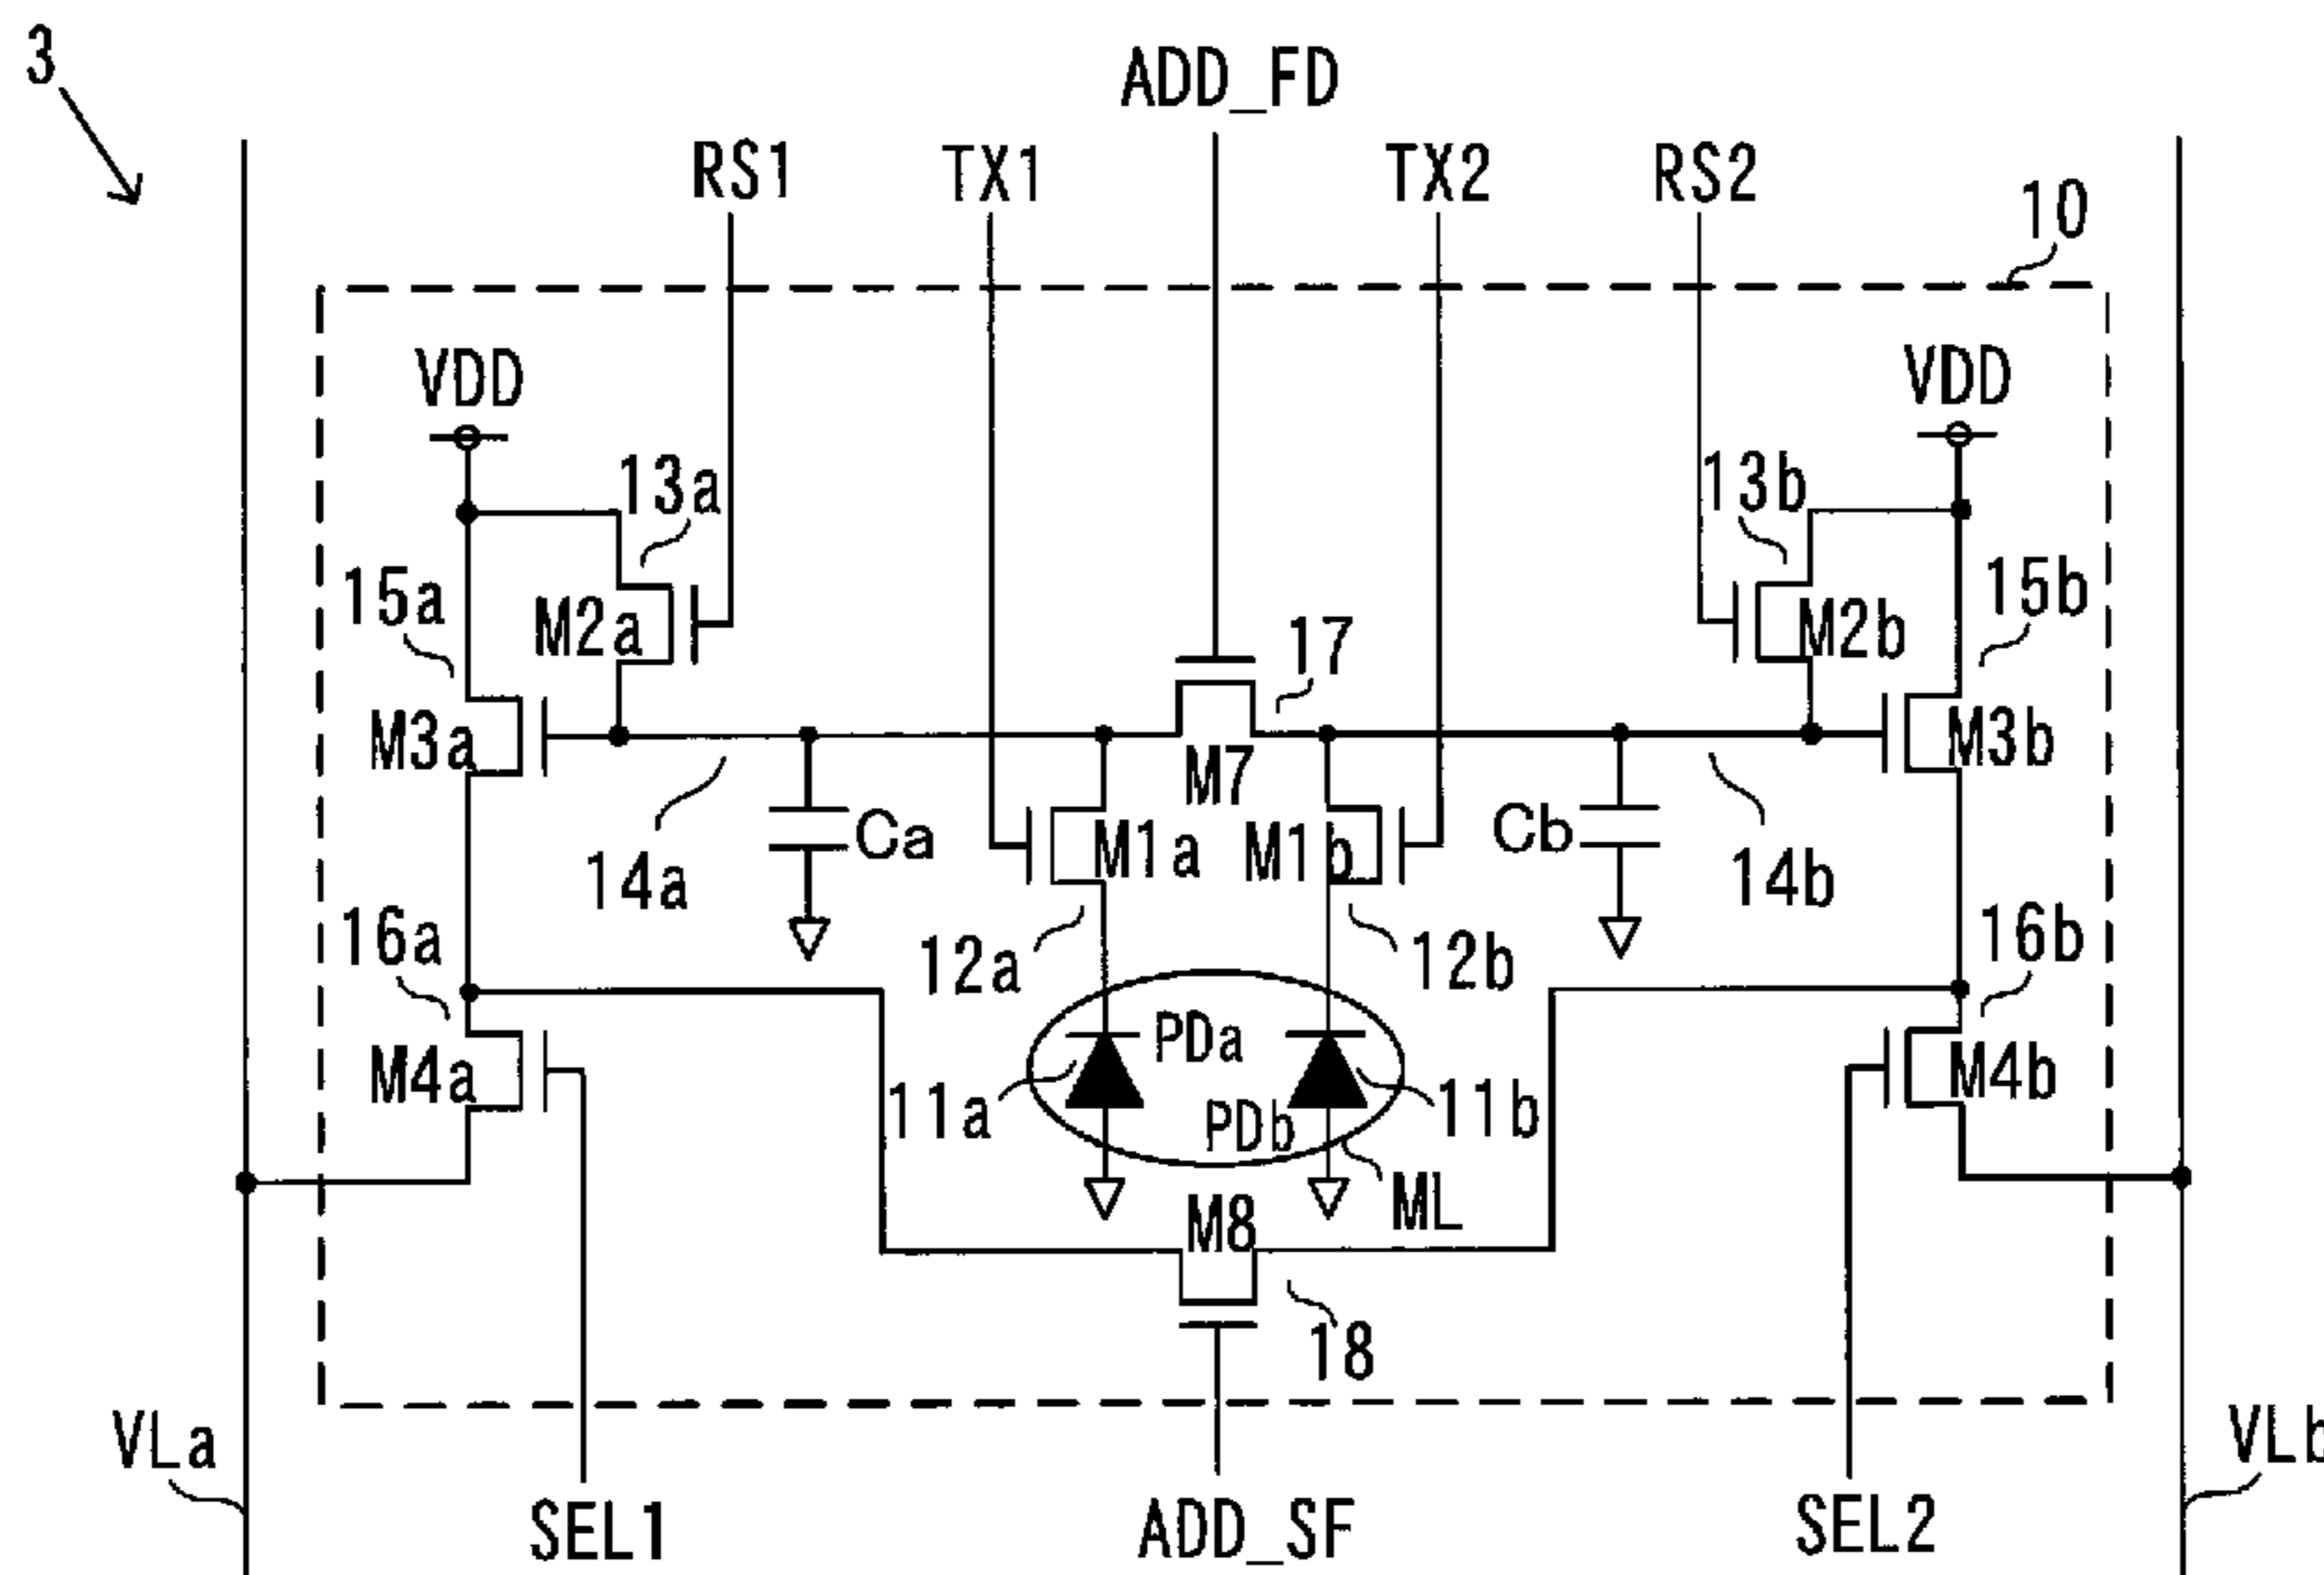 3
ADD_FD
RS1 TX1 TX2 RS2
10
VDD VDD
13a 13b
15a M2a M2b 15b
17
M3a M7 M3b
Ca M1a M1b Cb
14a 14b
16a 12a 12b 16b
PDa
M4a M4b
11a PDb 11b
M8 ML
18
VLa VLb
SEL1 ADD_SF SEL2